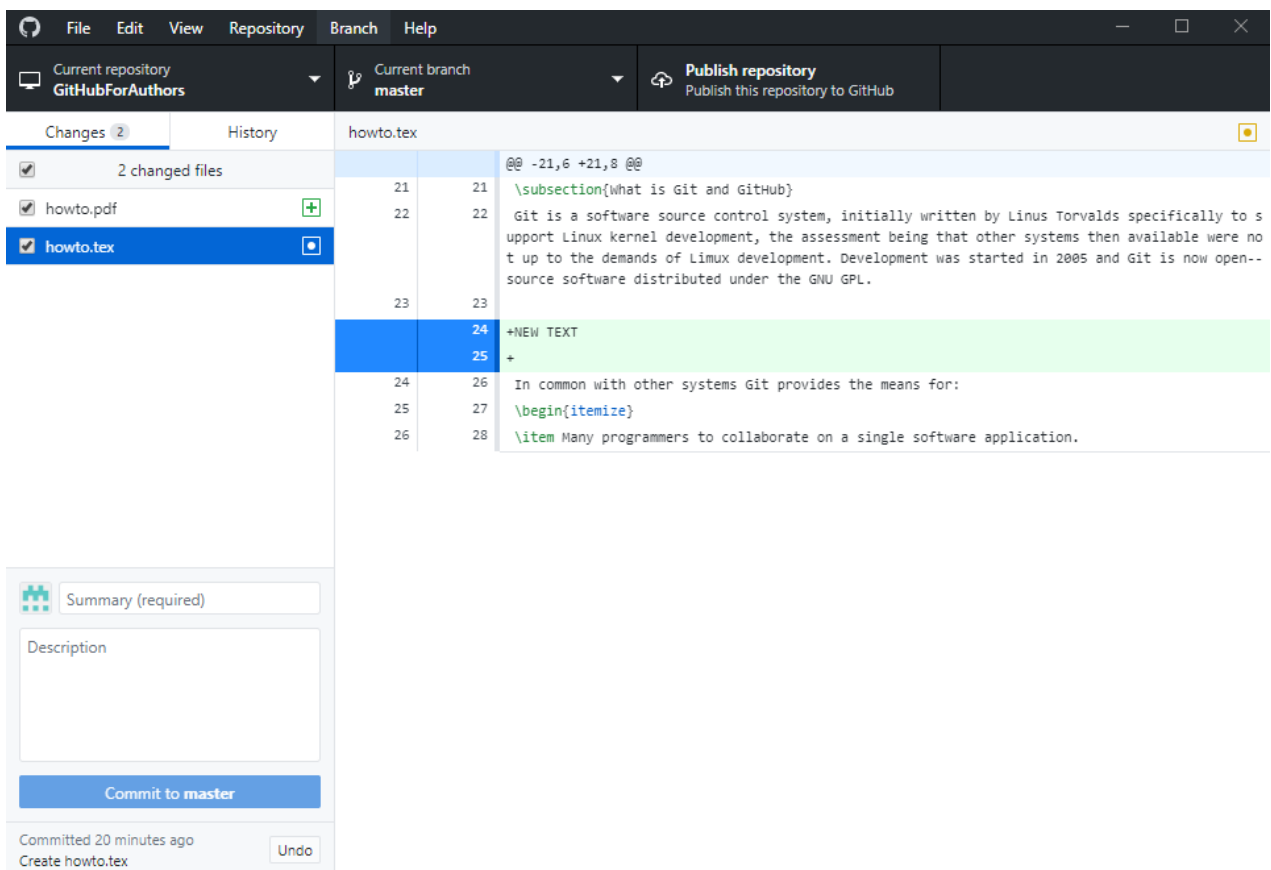 File Edit View Repository Branch Help
Current repository
GitHubForAuthors
Current branch
master
Publish repository
Publish this repository to GitHub
Changes 2 History
howto.tex
2 changed files
howto.pdf
howto.tex
@@ -21,6 +21,8 @@
21 21 \subsection{What is Git and GitHub}
22 22 Git is a software source control system, initially written by Linus Torvalds specifically to s
upport Linux kernel development, the assessment being that other systems then available were no
t up to the demands of Limux development. Development was started in 2005 and Git is now open--
source software distributed under the GNU GPL.
23 23
24 +NEW TEXT
25 +
24 26 In common with other systems Git provides the means for:
25 27 \begin{itemize}
26 28 \item Many programmers to collaborate on a single software application.
Summary (required)
Description
Commit to master
Committed 20 minutes ago
Create howto.tex
Undo